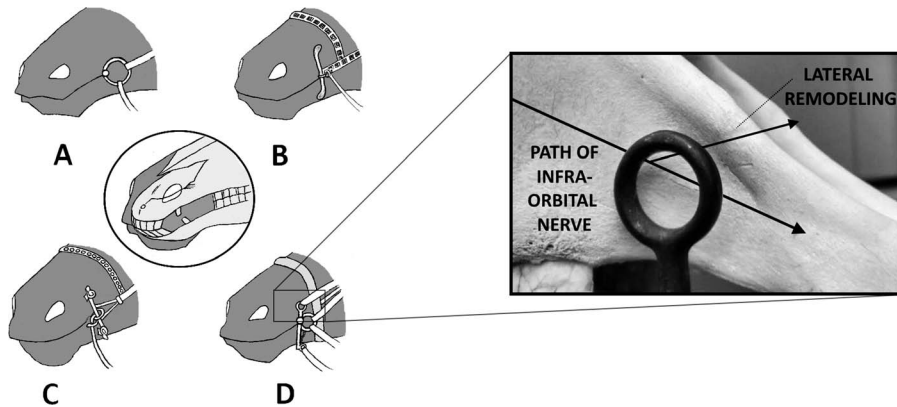 A
B
C
D
LATERAL
REMODELING
PATH OF
INFRA-
ORBITAL
NERVE